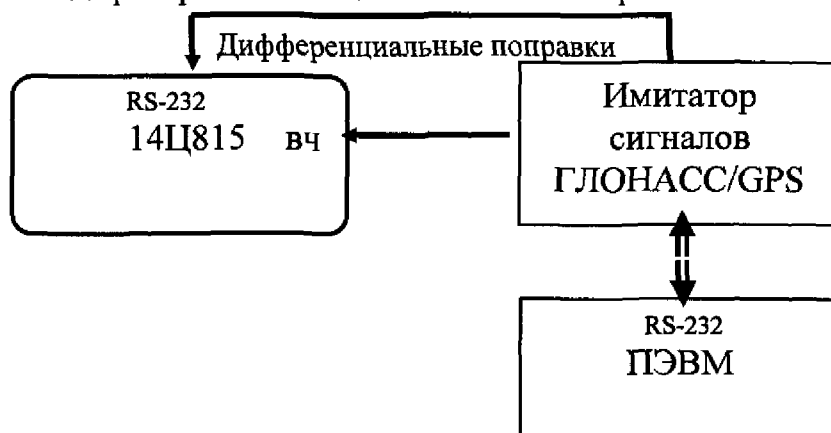 Дифференциальные поправки
RS-232
14Ц815 ВЧ
Имитатор
сигналов
ГЛОНАСС/GPS
RS-232
ПЭВМ